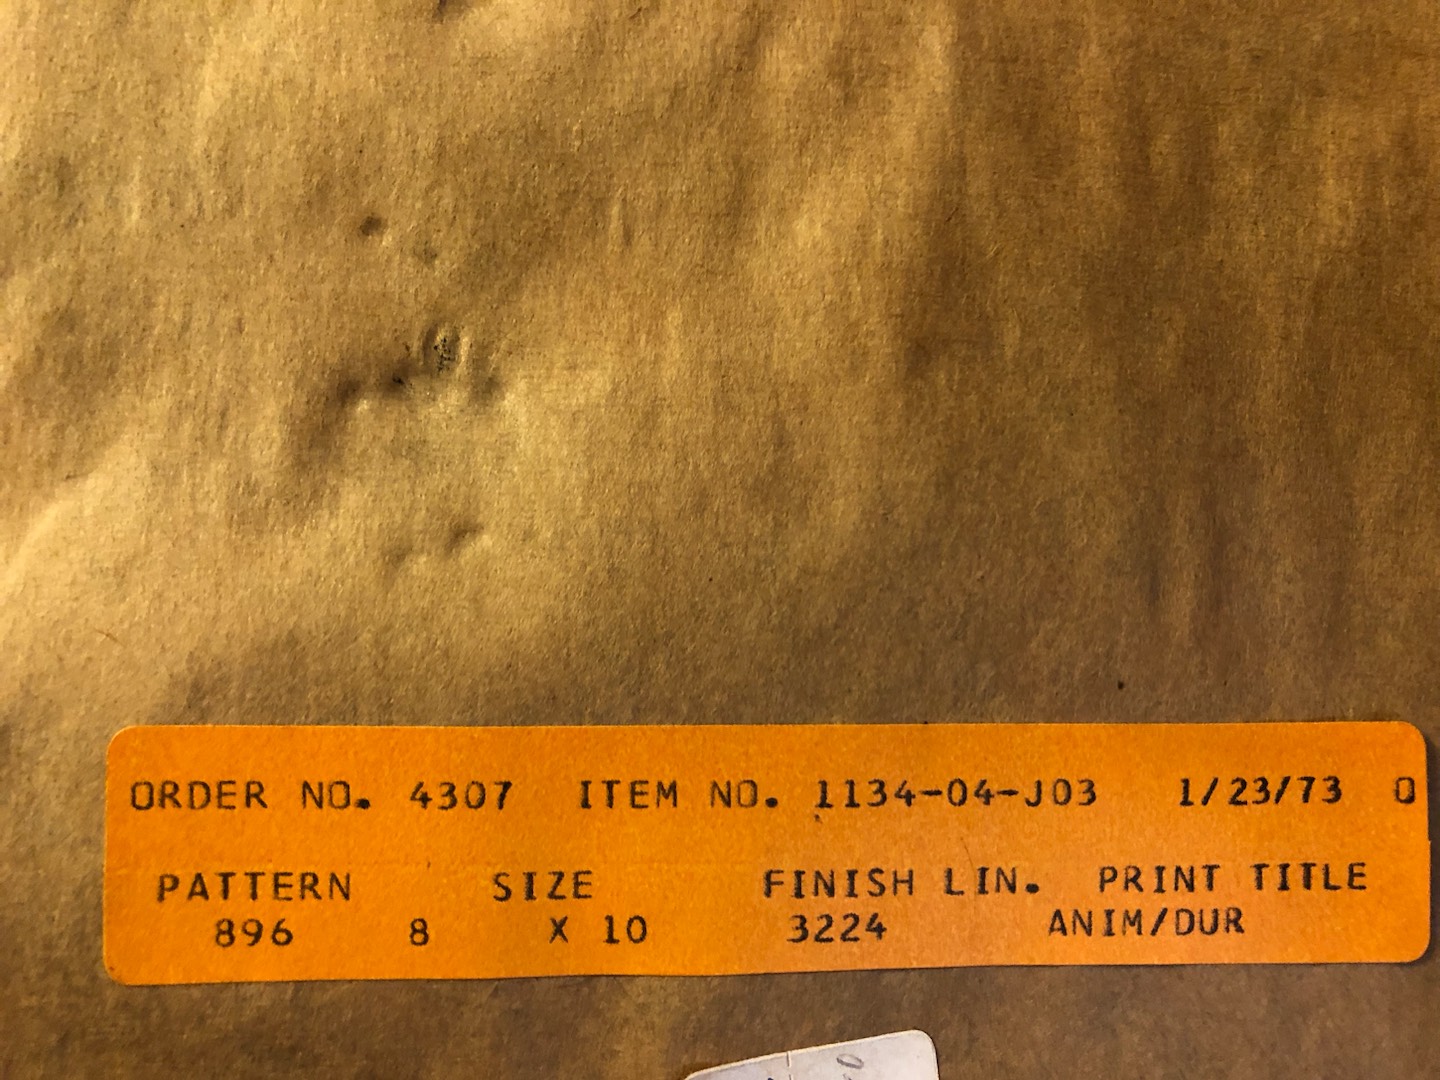 ORDER NO. 4307 ITEM NO. 1134-04-J03 1/23/73 0
PATTERN SIZE FINISH LIN. PRINT TITLE
896 8 X 10 3224 ANIM/DUR